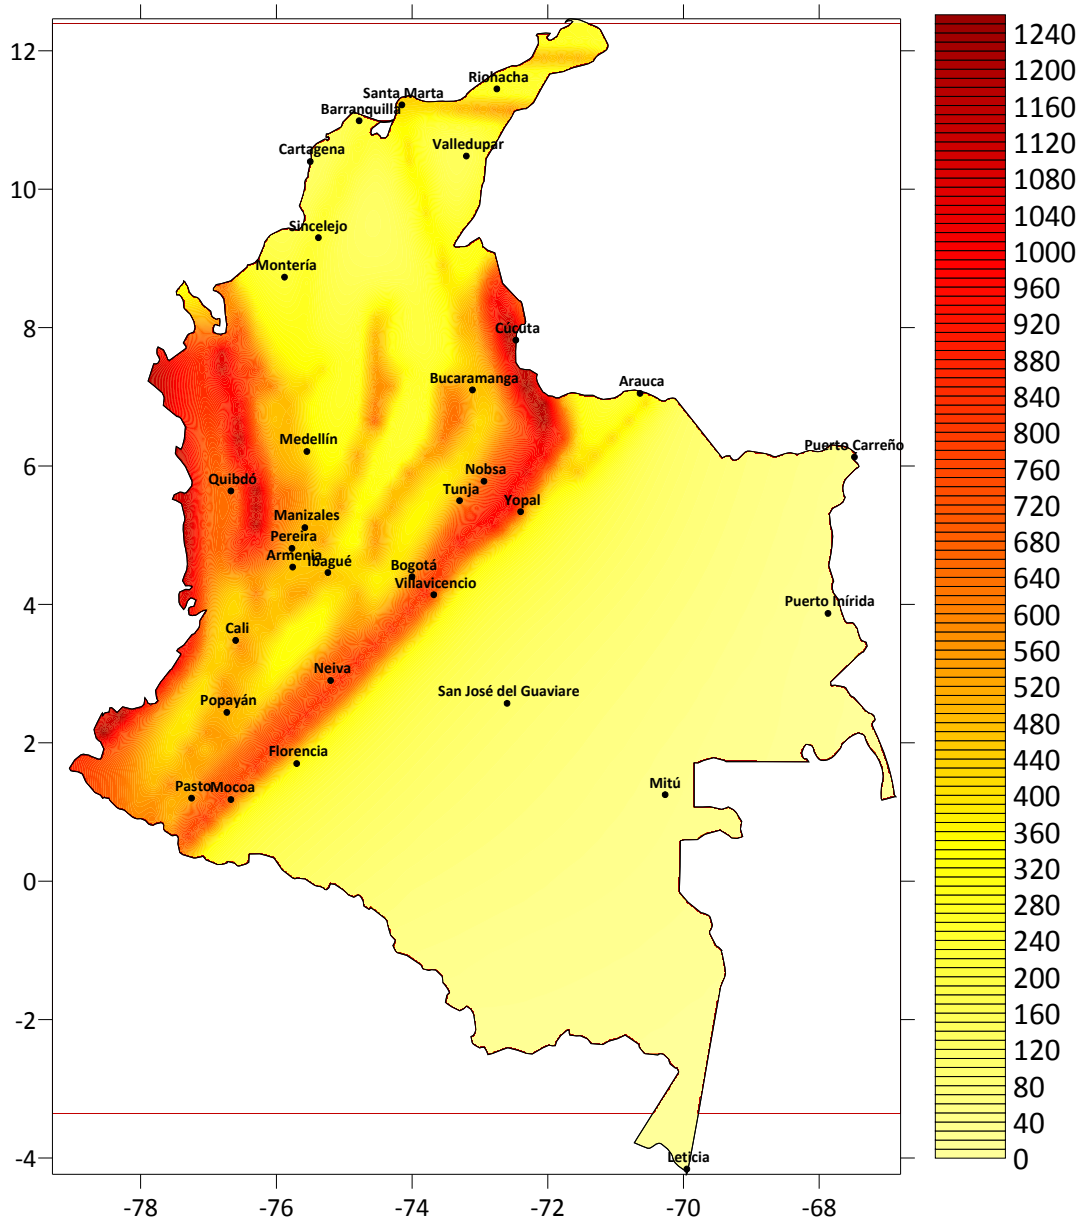 12
10
8
6
4
2
0
-2
-4
-78
-76
-74
-72
-70
-68
Riohacha
Santa Marta
Barranquilla
Cartagena
Valledupar
Sincelejo
Montería
Cúcuta
Bucaramanga
Arauca
Medellín
Puerto Carreño
Quibdó
Nobsa
Tunja
Yopal
Manizales
Pereira
Armenia
Ibagué
Bogotá
Villavicencio
Puerto Inírida
Cali
Neiva
Popayán
San José del Guaviare
Florencia
Pasto
Mocoa
Mitú
Leticia
1240
1200
1160
1120
1080
1040
1000
960
920
880
840
800
760
720
680
640
600
560
520
480
440
400
360
320
280
240
200
160
120
80
40
0